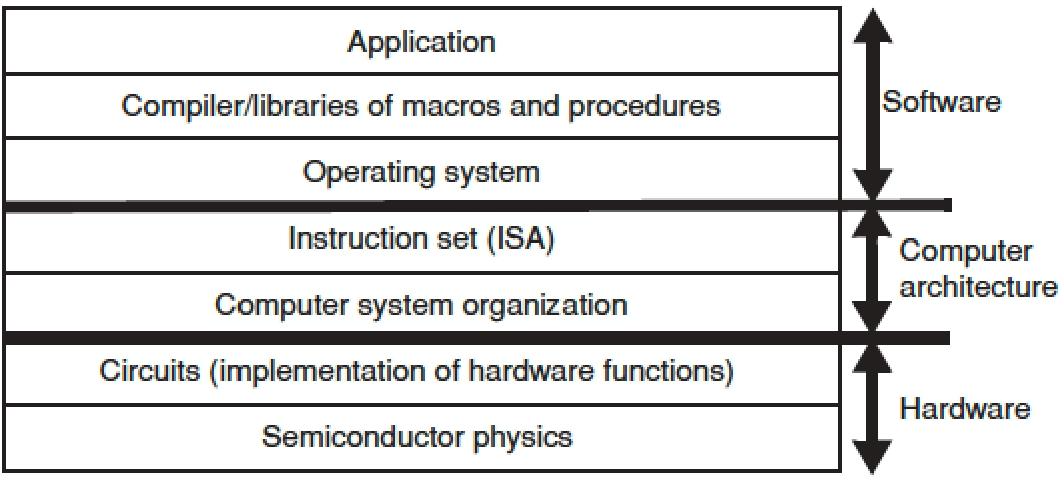 Application
Compiler/libraries of macros and procedures
Software
Operating system
Instruction set (ISA)
Computer
architecture
Computer system organization
Circuits (implementation of hardware functions)
Hardware
Semiconductor physics